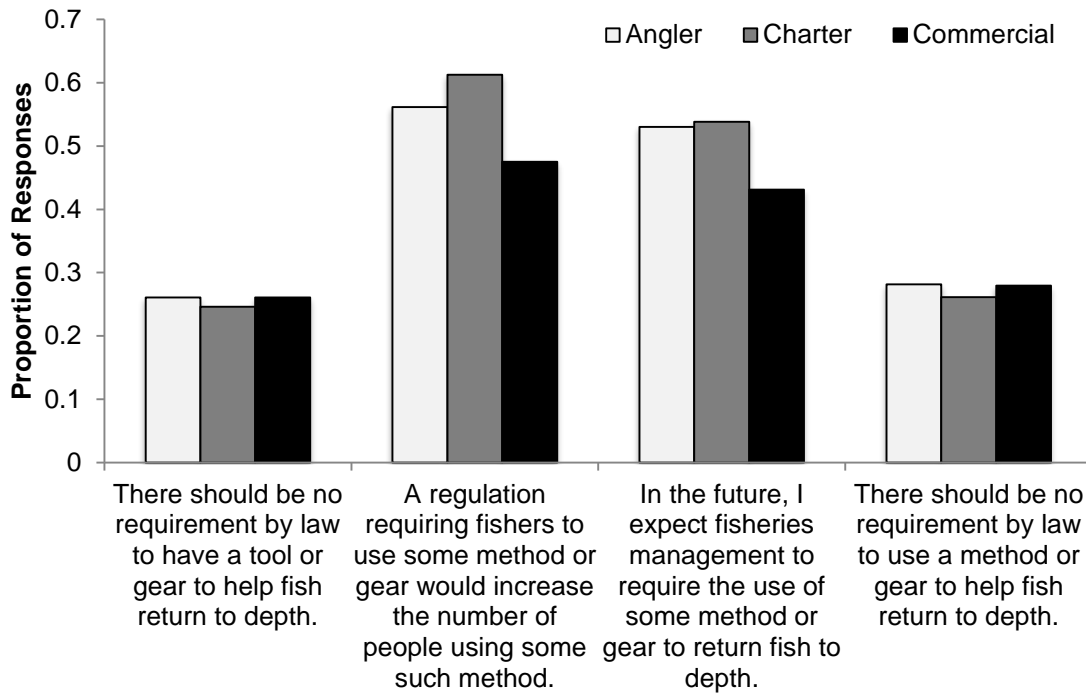 Proportion of Responses
0.7
0.6
0.5
0.4
0.3
0.2
0.1
0
Angler Charter Commercial
There should be no
requirement by law
to have a tool or
gear to help fish
return to depth.
A regulation
requiring fishers to
use some method or
gear would increase
the number of
people using some
such method.
In the future, I
expect fisheries
management to
require the use of
some method or
gear to return fish to
depth.
There should be no
requirement by law
to use a method or
gear to help fish
return to depth.